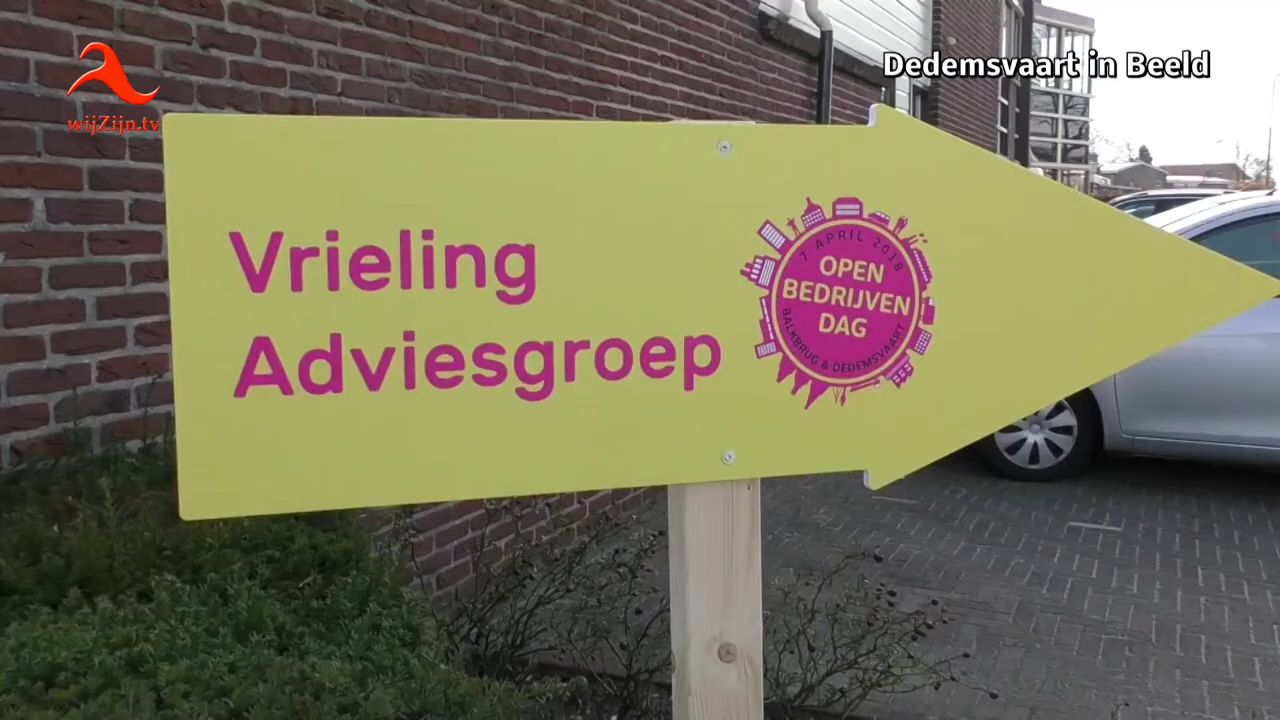 wijZijn.tv
Dedemsvaart in Beeld
Vrieling
Adviesgroep
7 APRIL 2018
OPEN
BEDRIJVEN
DAG
BALKBRUG & DEDEMSVAART